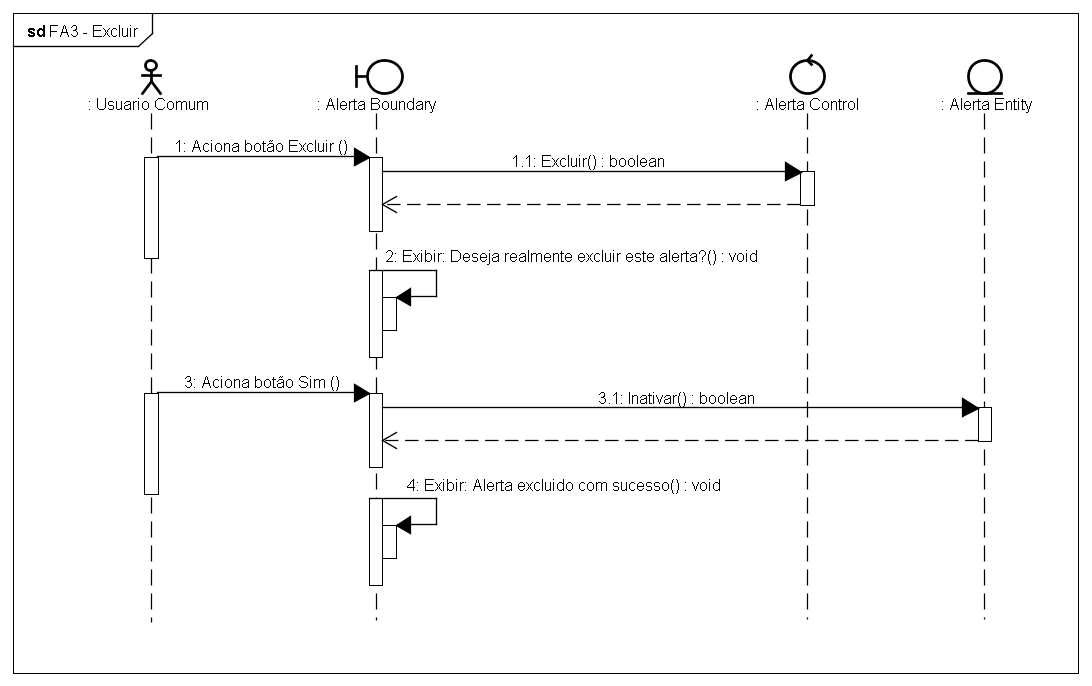 sd FA3 - Excluir
: Usuario Comum
: Alerta Boundary
: Alerta Control
: Alerta Entity
1: Aciona botão Excluir ()
1.1: Excluir() : boolean
2: Exibir: Deseja realmente excluir este alerta?() : void
3: Aciona botão Sim ()
3.1: Inativar() : boolean
4: Exibir: Alerta excluido com sucesso() : void